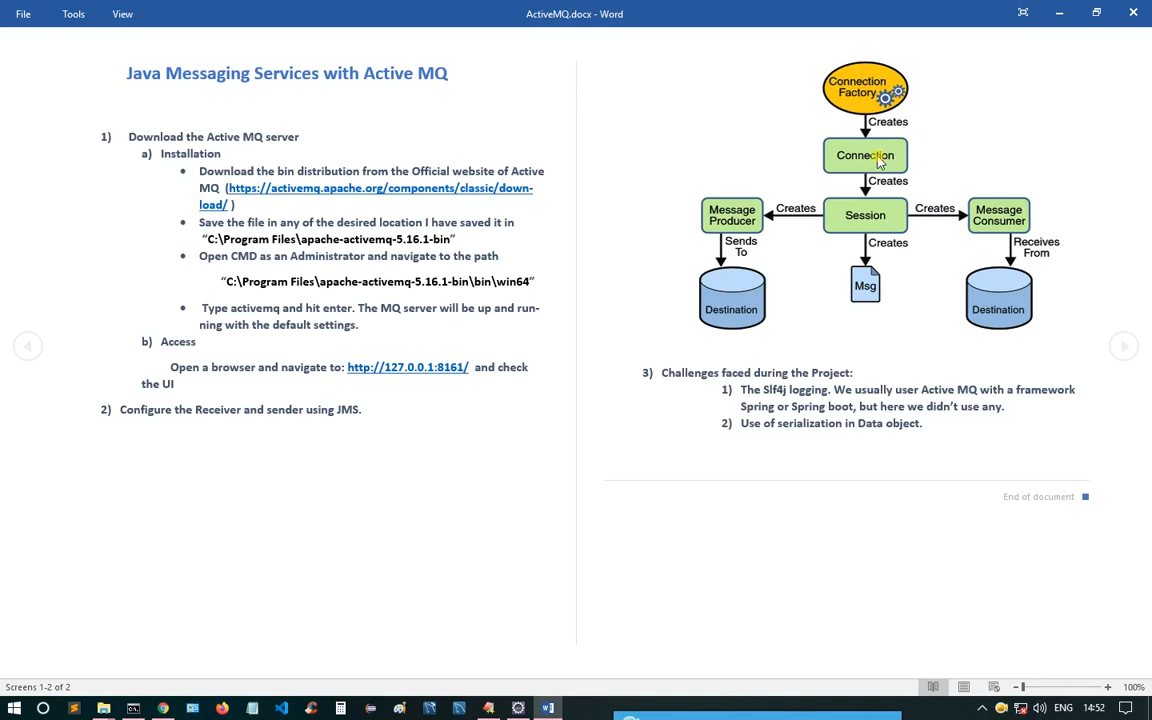 File Tools View ActiveMQ.docx - Word
Java Messaging Services with Active MQ
1) Download the Active MQ server
a) Installation
• Download the bin distribution from the Official website of Active
MQ (https://activemq.apache.org/components/classic/down-
load/ )
• Save the file in any of the desired location I have saved it in
“C:\Program Files\apache-activemq-5.16.1-bin”
• Open CMD as an Administrator and navigate to the path
“C:\Program Files\apache-activemq-5.16.1-bin\bin\win64”
• Type activemq and hit enter. The MQ server will be up and run-
ning with the default settings.
b) Access
Open a browser and navigate to: http://127.0.0.1:8161/ and check
the UI
2) Configure the Receiver and sender using JMS.
Connection
Factory
Creates
Connection
Creates
Message
Producer
Creates
Session
Creates
Message
Consumer
Sends
To
Creates
Receives
From
Destination
Msg
Destination
3) Challenges faced during the Project:
1) The Slf4j logging. We usually user Active MQ with a framework
Spring or Spring boot, but here we didn’t use any.
2) Use of serialization in Data object.
End of document
Screens 1-2 of 2
100%
ENG 14:52